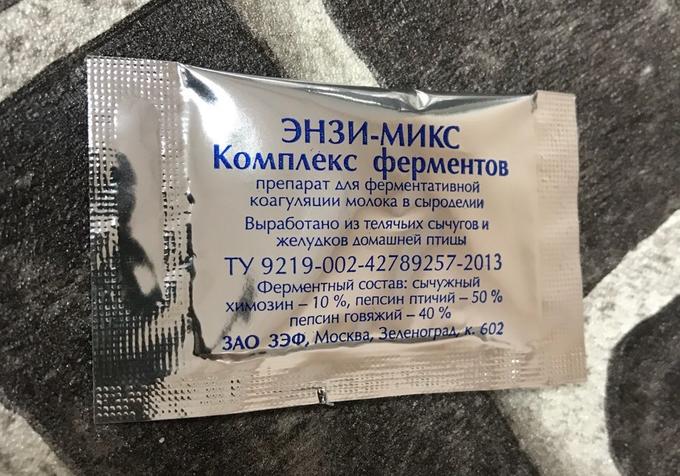 ЭНЗИ-МИКС
Комплекс ферментов
препарат для ферментативной
коагуляции молока в сыроделии
Выработано из телячьих сычугов и
желудков домашней птицы
ТУ 9219-002-42789257-2013
Ферментный состав: сычужный
химозин – 10 %, пепсин птичий – 50 %
пепсин говяжий – 40 %
ЗАО ЗЭФ, Москва, Зеленоград, к. 602